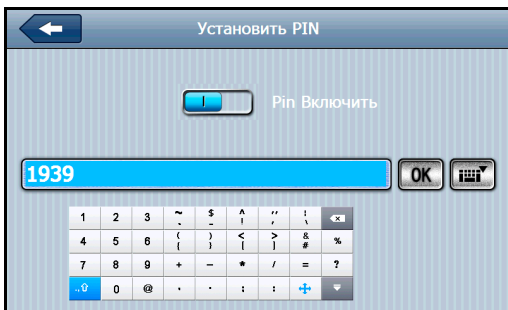 Установить PIN
Pin Включить
1939
OK
1 2 3 ~ $ ^ ,, ¦
- - ! , \
4 5 6 ( ) < > & %
{ } [ ] #
7 8 9 + – * / = ?
0 @ . · : :